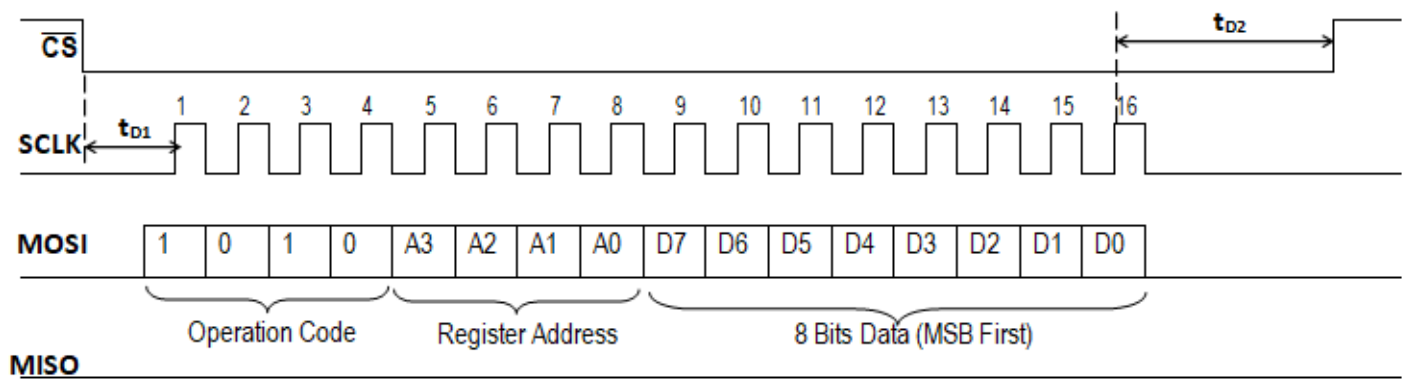 CS tD2
1 2 3 4 5 6 7 8 9 10 11 12 13 14 15 16
SCLK tD1
MOSI 1 0 1 0 A3 A2 A1 A0 D7 D6 D5 D4 D3 D2 D1 D0
Operation Code Register Address 8 Bits Data (MSB First)
MISO